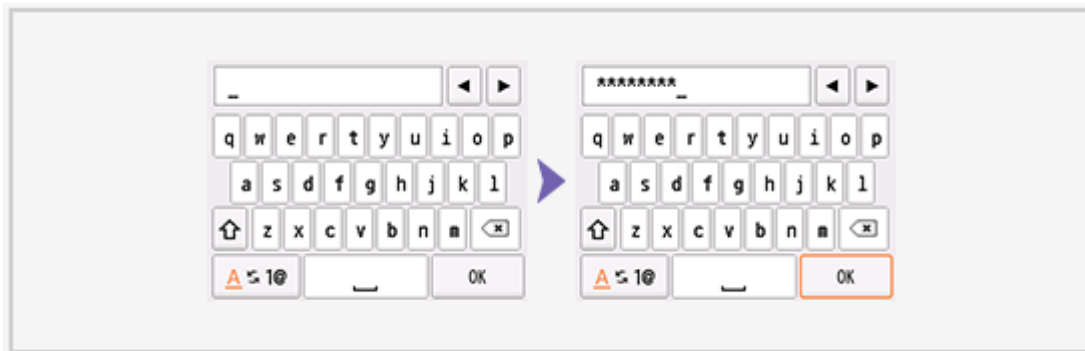 _
◄ ►
q w e r t y u i o p
a s d f g h j k l
z x c v b n m
A 1@ OK
********_
◄ ►
q w e r t y u i o p
a s d f g h j k l
z x c v b n m
A 1@ OK